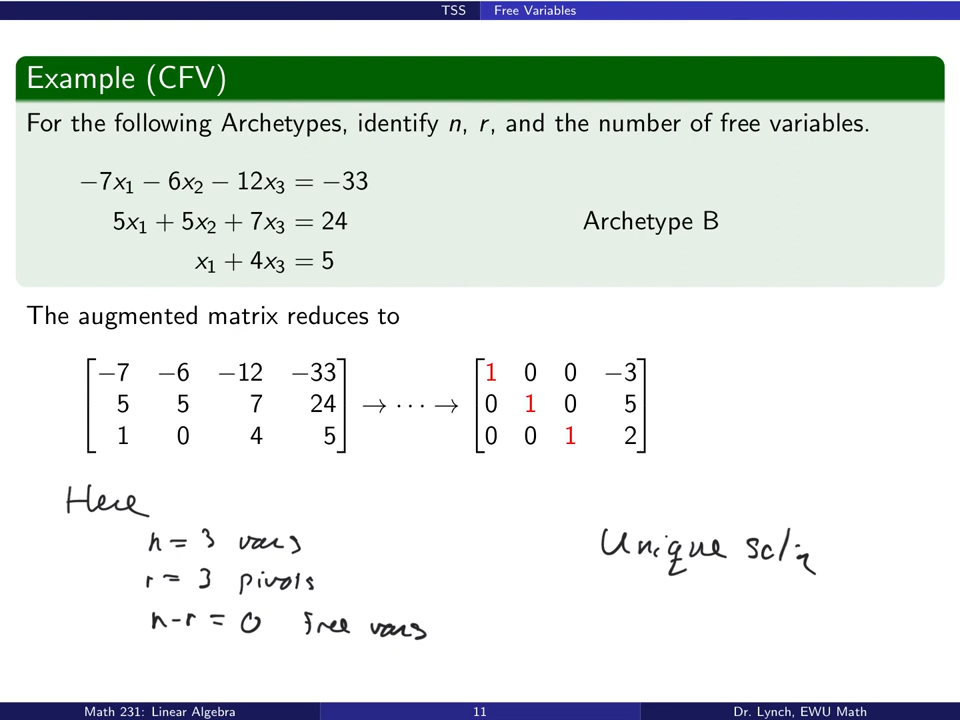 TSS Free Variables
Example (CFV)
For the following Archetypes, identify n, r, and the number of free variables.
−7x₁ − 6x₂ − 12x₃ = −33
5x₁ + 5x₂ + 7x₃ = 24 Archetype B
x₁ + 4x₃ = 5
The augmented matrix reduces to
−7 −6 −12 −33 1 0 0 −3
5 5 7 24 → ··· → 0 1 0 5
1 0 4 5 0 0 1 2
Here
n = 3 vars
Unique sol'n
r = 3 pivots
n-r = 0 free vars
Math 231: Linear Algebra 11 Dr. Lynch, EWU Math